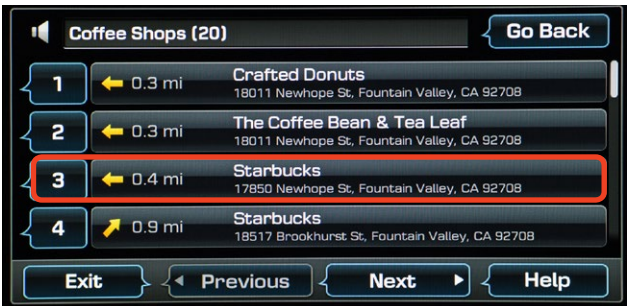 Coffee Shops (20)
Go Back
1
0.3 mi
Crafted Donuts
18011 Newhope St, Fountain Valley, CA 92708
2
0.3 mi
The Coffee Bean & Tea Leaf
18011 Newhope St, Fountain Valley, CA 92708
3
0.4 mi
Starbucks
17850 Newhope St, Fountain Valley, CA 92708
4
0.9 mi
Starbucks
18517 Brookhurst St, Fountain Valley, CA 92708
Exit
Previous
Next
Help